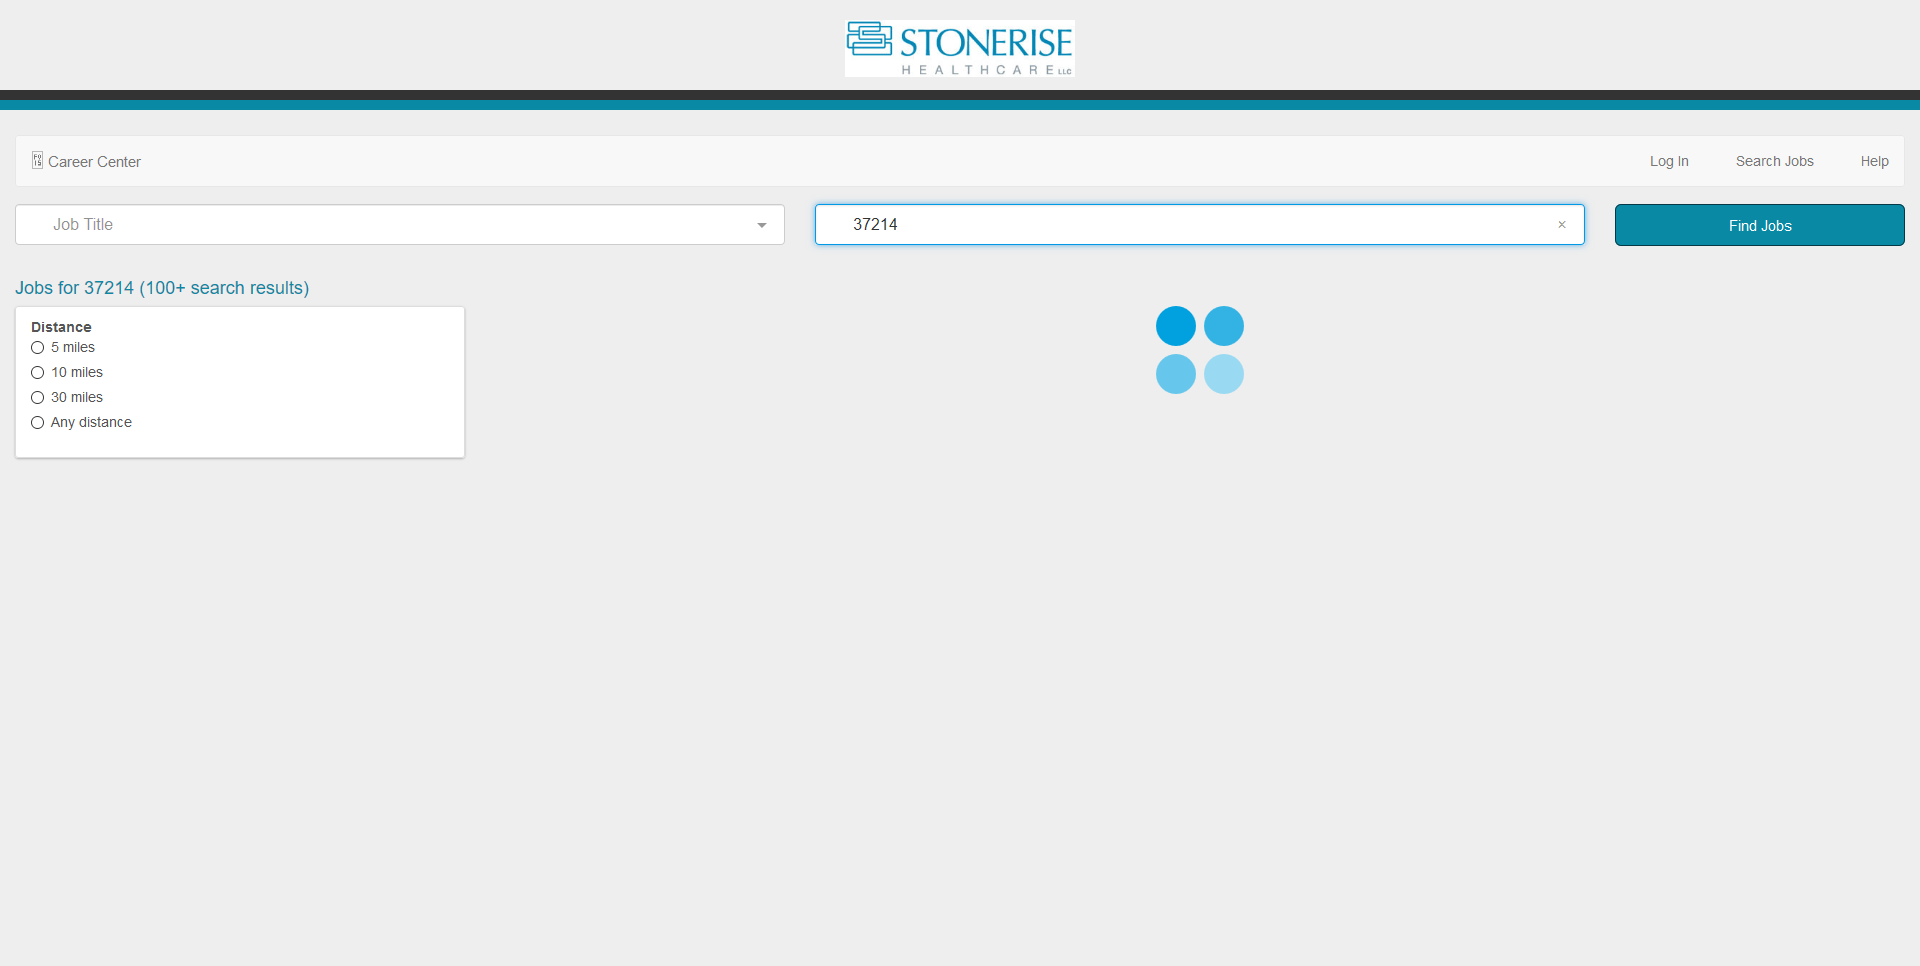 STONERISE
HEALTHCARE LLC
Career Center
Log In
Search Jobs
Help
Job Title
37214
×
Find Jobs
Jobs for 37214 (100+ search results)
Distance
5 miles
10 miles
30 miles
Any distance